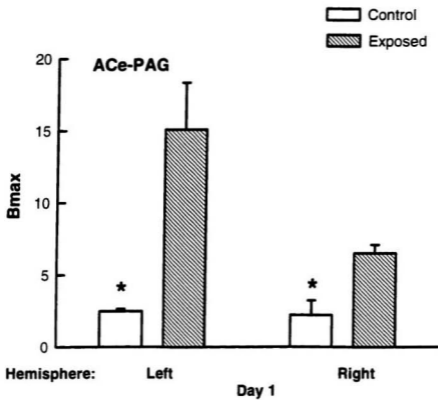 Control
Exposed
ACe-PAG
20
15
10
5
0
Bmax
*
*
Hemisphere: Left Right
Day 1